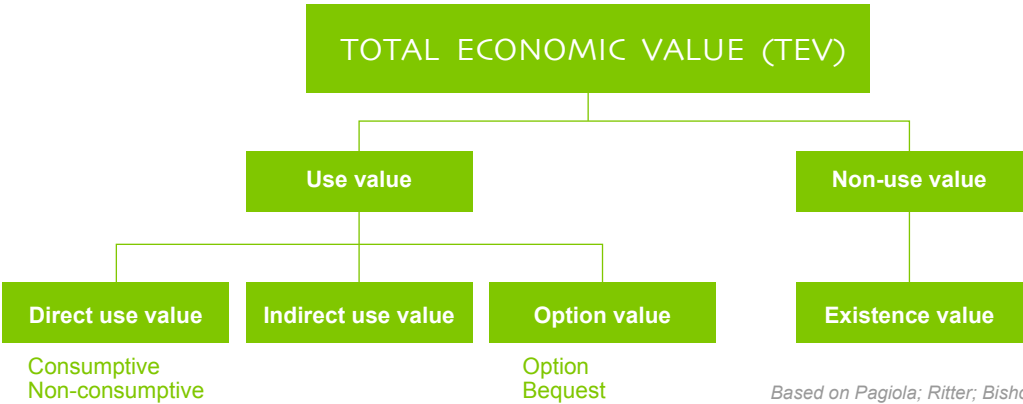 TOTAL ECONOMIC VALUE (TEV)
Use value
Non-use value
Direct use value
Indirect use value
Option value
Existence value
Consumptive
Non-consumptive
Option
Bequest
Based on Pagiola; Ritter;